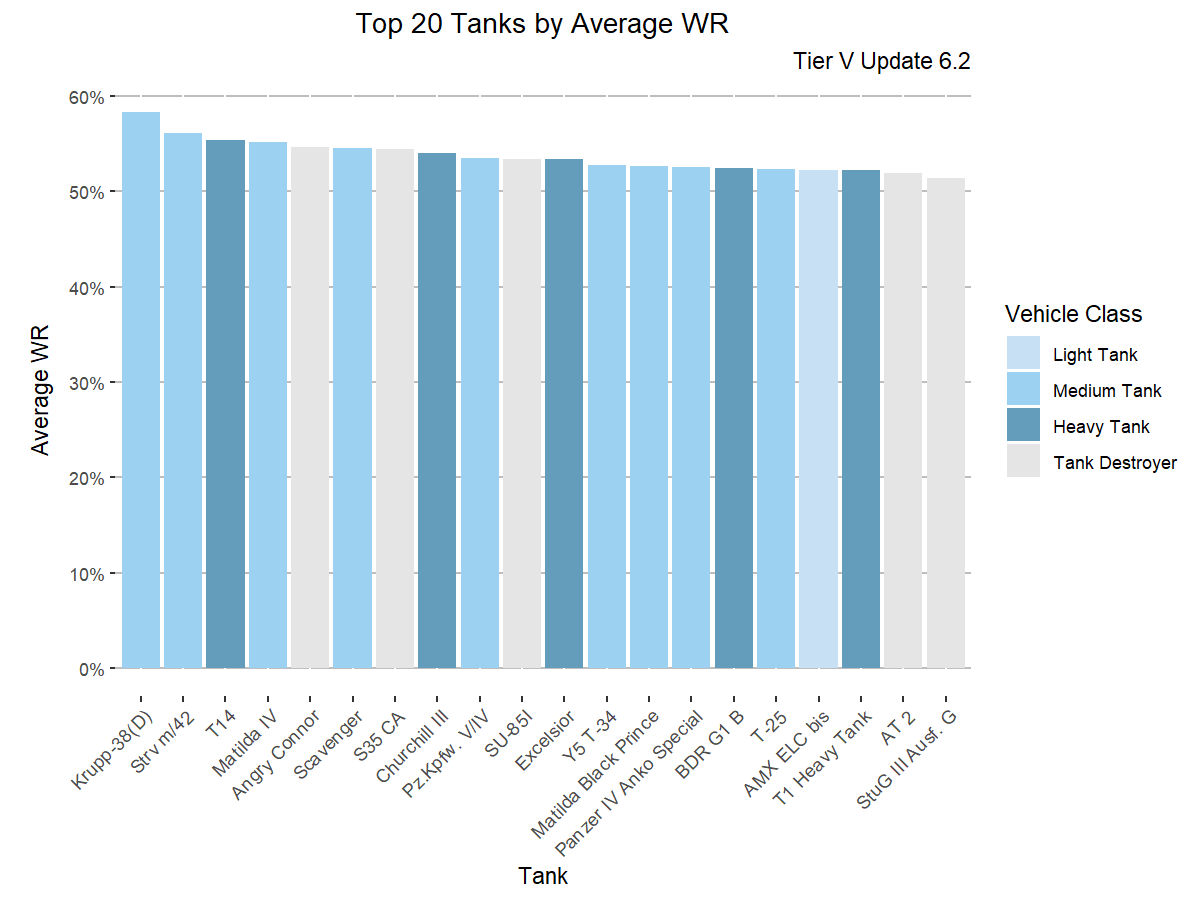 Top 20 Tanks by Average WR
Tier V Update 6.2
60%
50%
40%
30%
20%
10%
0%
Average WR
Krupp-38(D)
Strv m/42
T14
Matilda IV
Angry Connor
Scavenger
S35 CA
Churchill III
Pz.Kpfw. V/IV
SU-85I
Excelsior
Y5 T-34
Matilda Black Prince
Panzer IV Anko Special
BDR G1 B
T-25
AMX ELC bis
T1 Heavy Tank
AT 2
StuG III Ausf. G
Tank
Vehicle Class
Light Tank
Medium Tank
Heavy Tank
Tank Destroyer